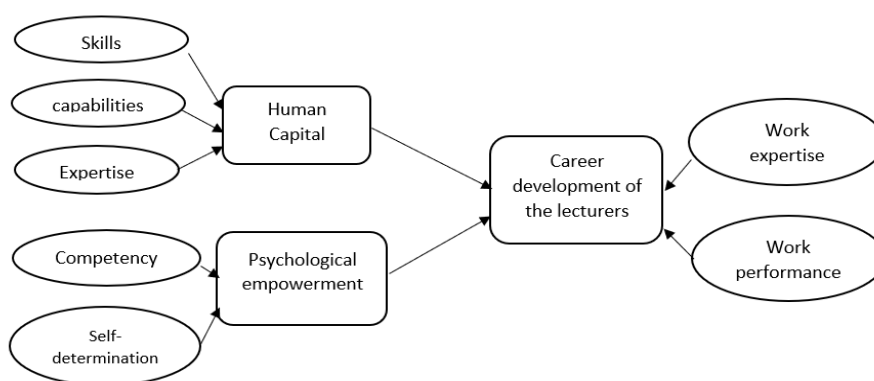 Skills
capabilities
Expertise
Human
Capital
Competency
Self-
determination
Psychological
empowerment
Career
development of
the lecturers
Work
expertise
Work
performance